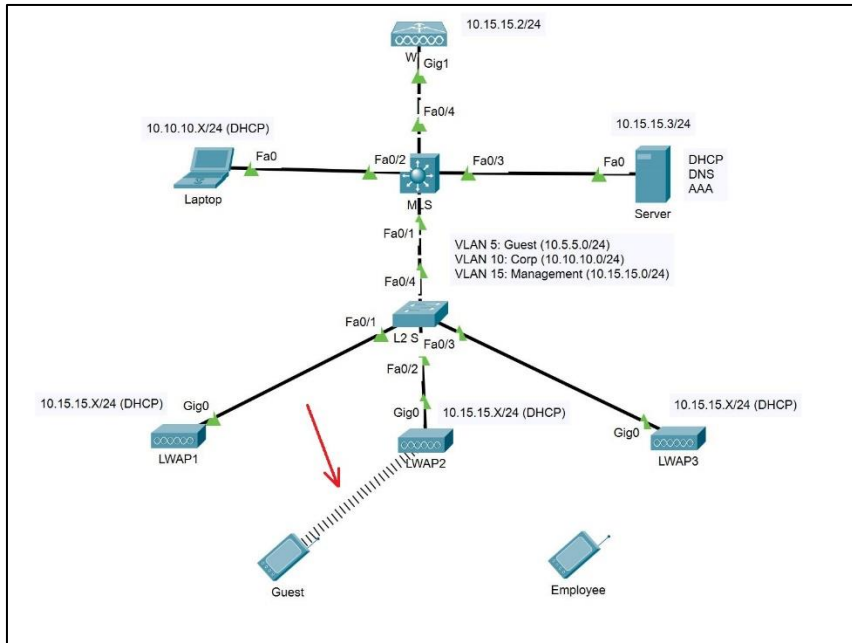 10.15.15.2/24
W
Gig1
Fa0/4
10.10.10.X/24 (DHCP)
10.15.15.3/24
Fa0
Fa0/2
Fa0/3
Fa0
DHCP
DNS
AAA
Laptop
MLS
Server
Fa0/1
VLAN 5: Guest (10.5.5.0/24)
VLAN 10: Corp (10.10.10.0/24)
VLAN 15: Management (10.15.15.0/24)
Fa0/4
Fa0/1
L2 S
Fa0/3
Fa0/2
10.15.15.X/24 (DHCP)
Gig0
Gig0
10.15.15.X/24 (DHCP)
10.15.15.X/24 (DHCP)
Gig0
LWAP1
LWAP2
LWAP3
Guest
Employee